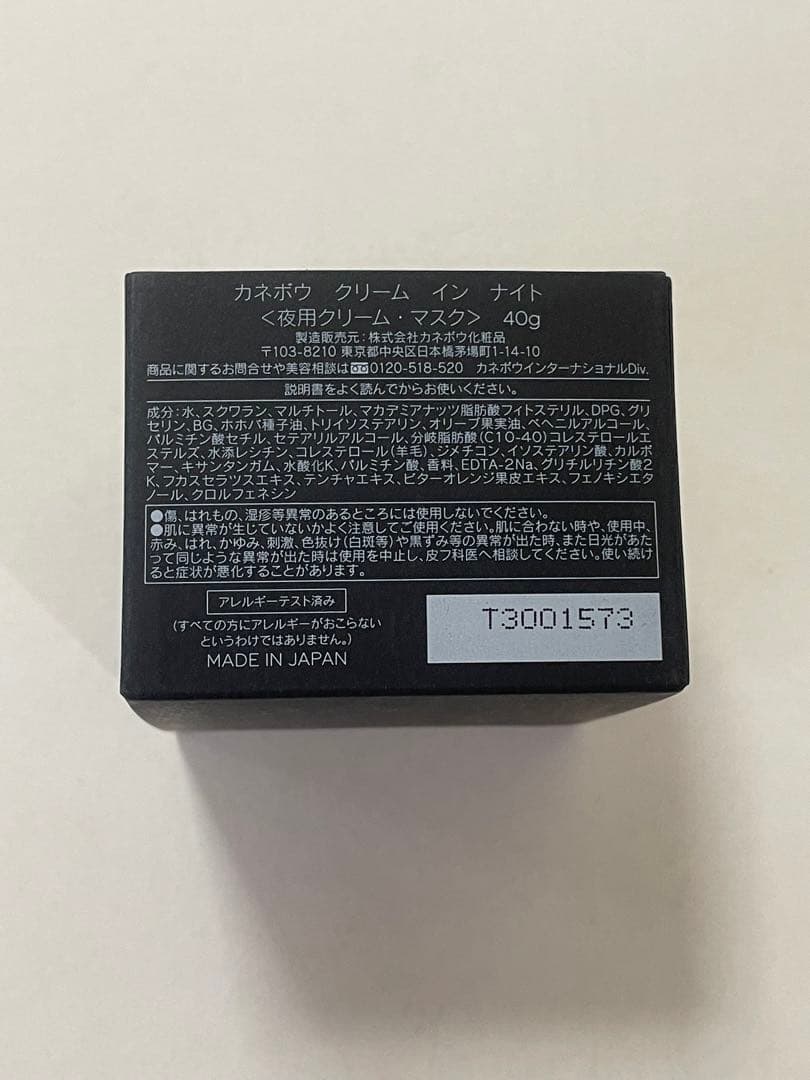 カネボウ クリーム イン ナイト
＜夜用クリーム・マスク＞ 40g
製造販売元：株式会社カネボウ化粧品
〒103-8210 東京都中央区日本橋茅場町1-14-10
商品に関するお問合せや美容相談は 0120-518-520 カネボウインターナショナルDiv.
説明書をよく読んでからお使いください。
成分：水、スクワラン、マルチトール、マカデミアナッツ脂肪酸フィトステリル、DPG、グリ
セリン、BG、ホホバ種子油、トリイソステアリン、オリーブ果実油、ベヘニルアルコール、
パルミチン酸セチル、セテアリルアルコール、分岐脂肪酸（C10-40）コレステロールエ
ステルズ、水添レシチン、コレステロール（羊毛）、ジメチコン、イソステアリン酸、カルボ
マー、キサンタンガム、水酸化K、パルミチン酸、香料、EDTA-2Na、グリチルリチン酸2
K、フカスセラツスエキス、テンチャエキス、ビターオレンジ果皮エキス、フェノキシエタ
ノール、クロルフェネシン
●傷、はれもの、湿疹等異常のあるところには使用しないでください。
●肌に異常が生じていないかよく注意してご使用ください。肌に合わない時や、使用中、
赤み、はれ、かゆみ、刺激、色抜け（白斑等）や黒ずみ等の異常が出た時、また日光があた
って同じような異常が出た時は使用を中止し、皮フ科医へ相談してください。使い続け
ると症状が悪化することがあります。
アレルギーテスト済み
（すべての方にアレルギーがおこらない
というわけではありません。）
MADE IN JAPAN
T3001573